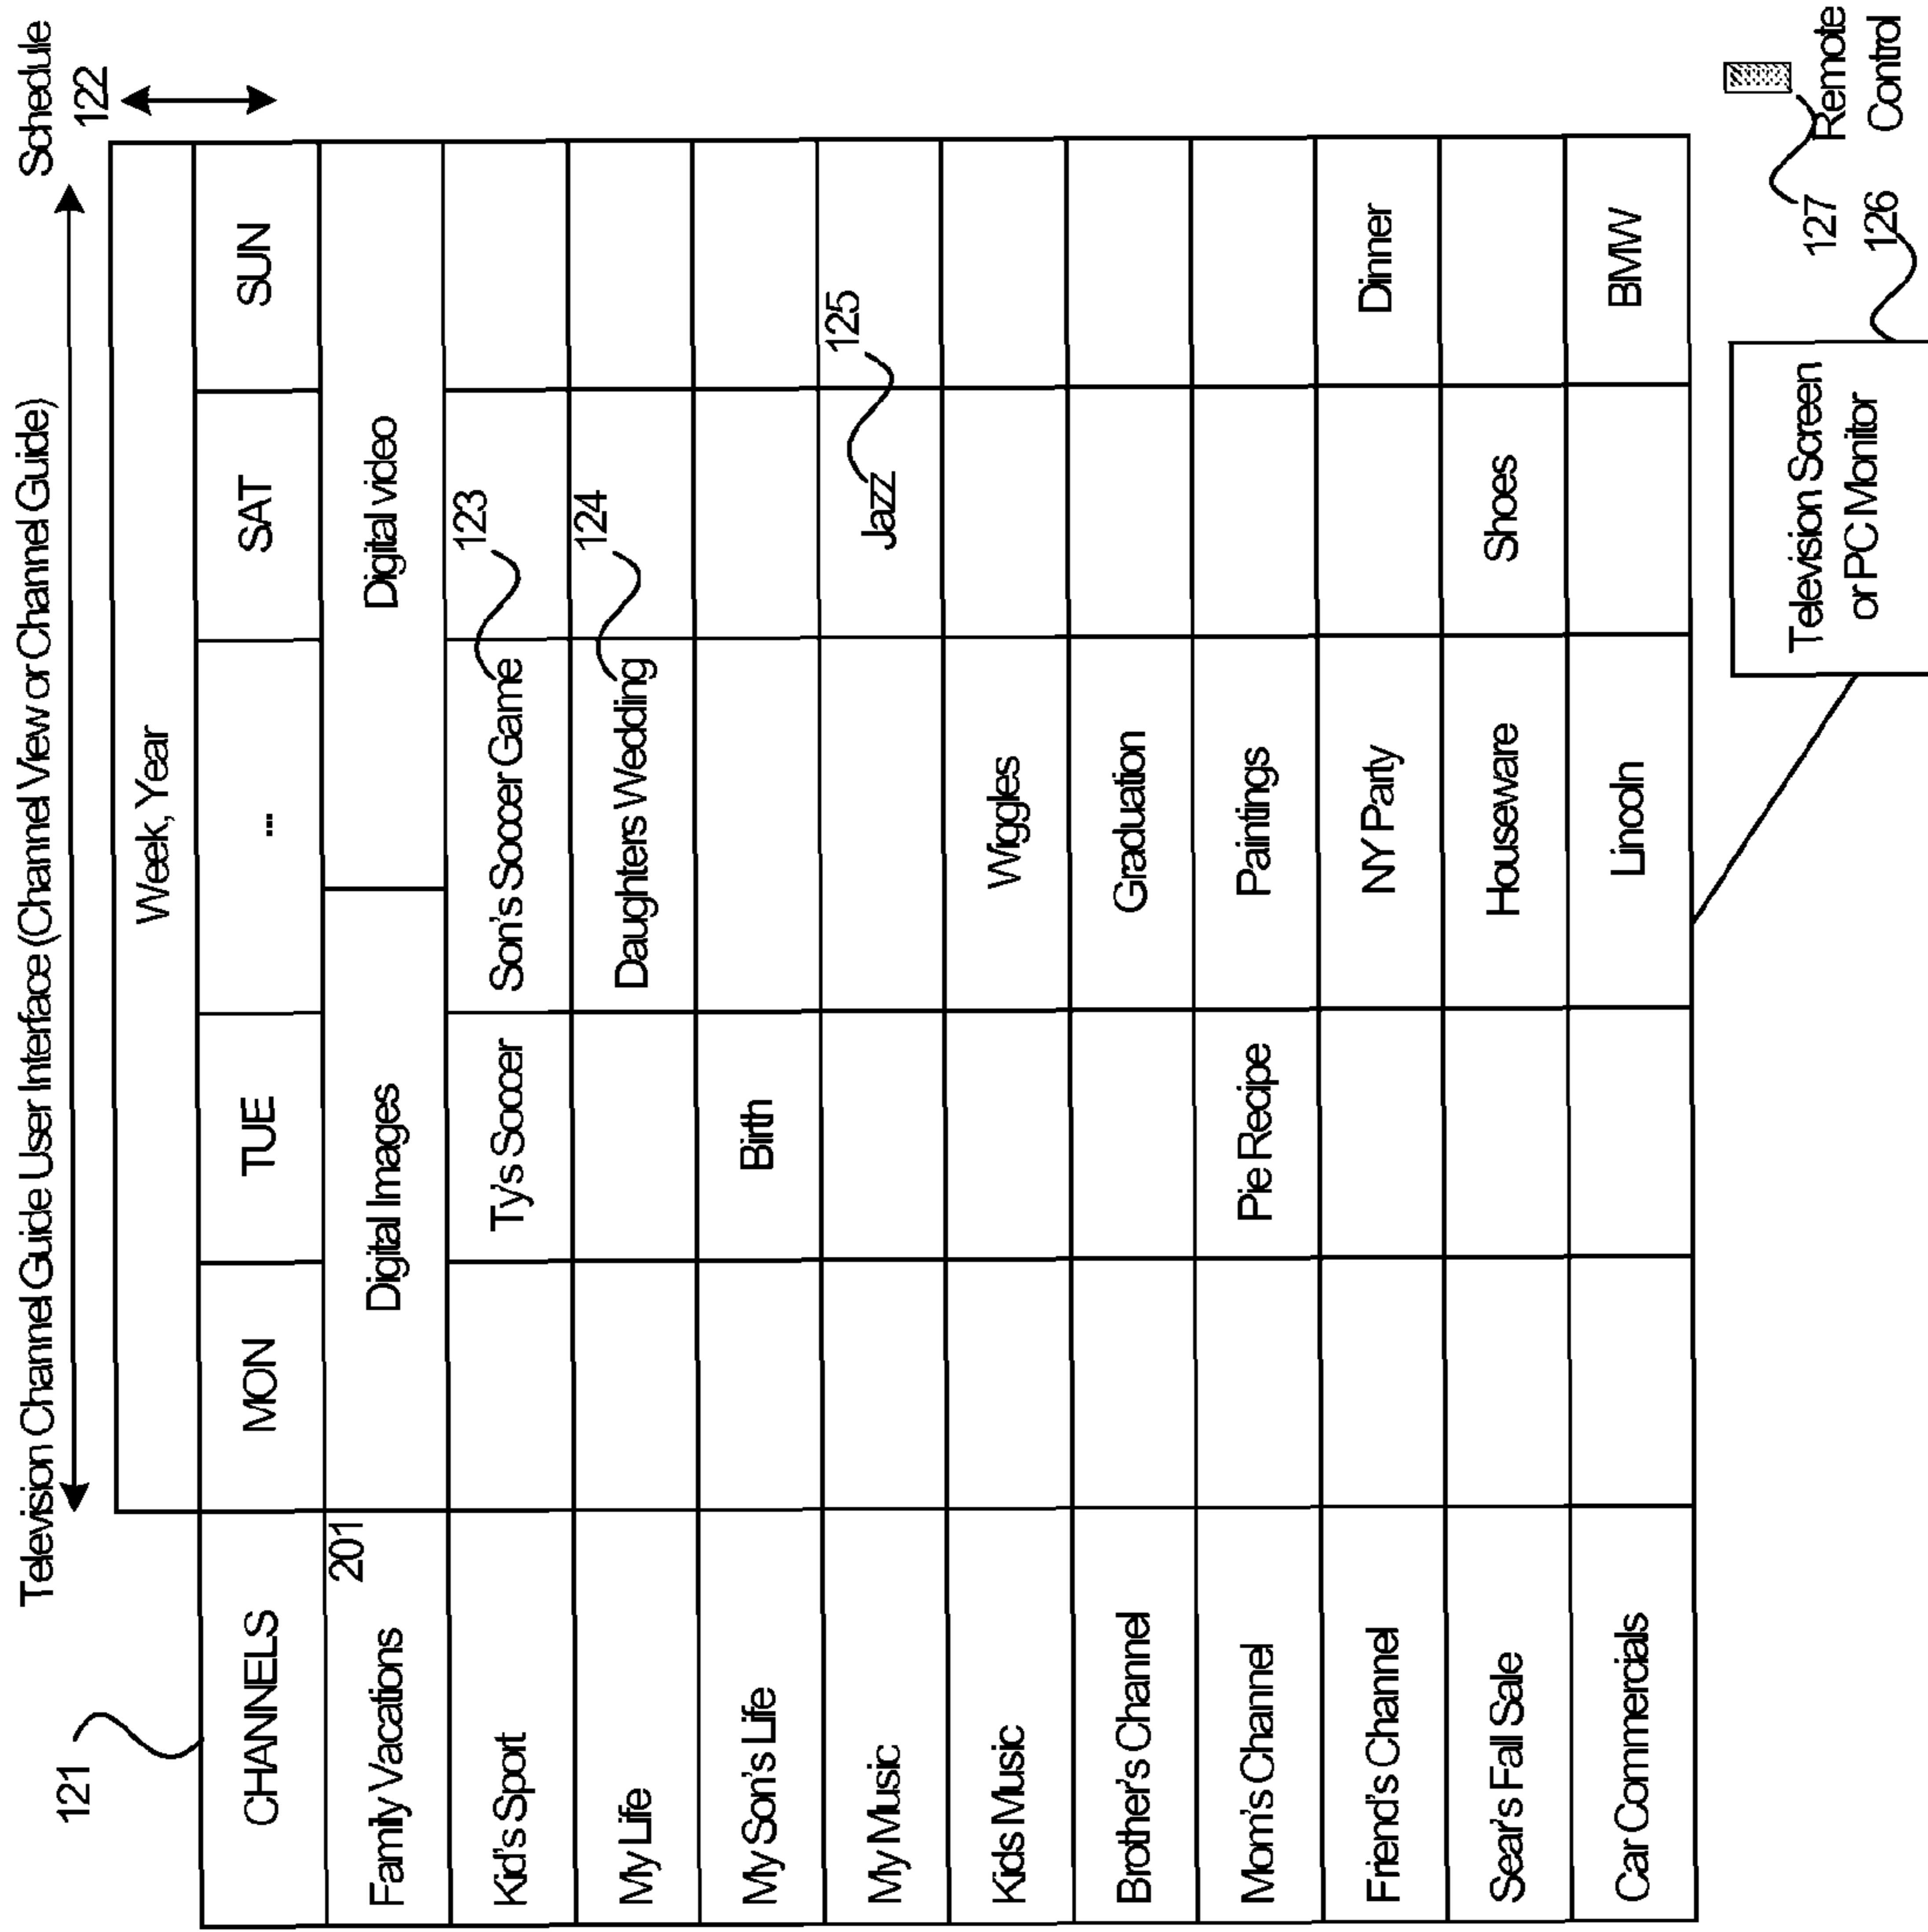 Television Channel Guide User Interface (Channel View or Channel Guide)
Schedule
121
122
Week, Year
CHANNELS MON TUE ... SAT SUN
Family Vacations 201 Digital Images Digital video
Kid's Sport Ty's Soccer Son's Soccer Game 123
My Life Daughters Wedding 124
My Son's Life Birth
My Music Jazz 125
Kids Music Wiggles
Brother's Channel Graduation
Mom's Channel Pie Recipe Paintings
Friend's Channel NY Party Dinner
Sear's Fall Sale Houseware Shoes
Car Commercials Lincoln BMW
Television Screen
or PC Monitor
126
127
Remote
Control